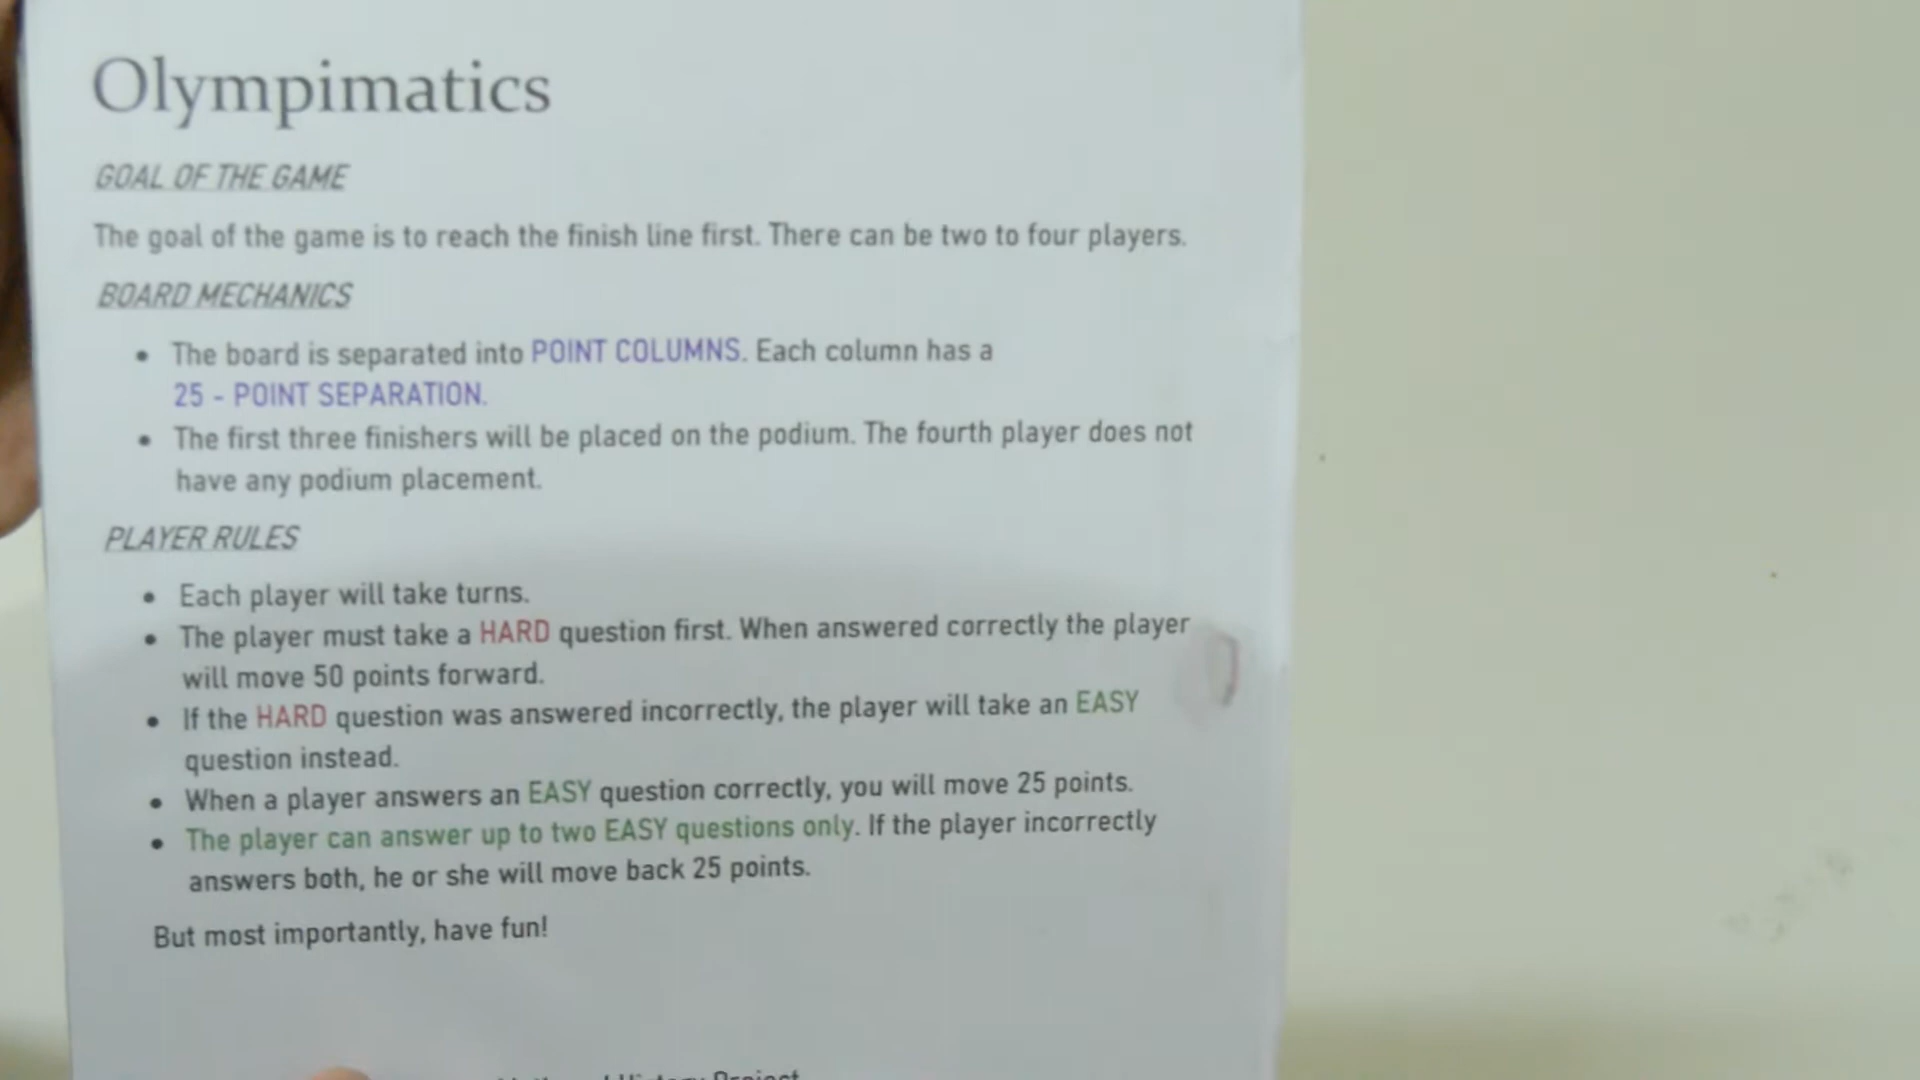 Olympimatics
GOAL OF THE GAME
The goal of the game is to reach the finish line first. There can be two to four players.
BOARD MECHANICS
• The board is separated into POINT COLUMNS. Each column has a
25 - POINT SEPARATION.
• The first three finishers will be placed on the podium. The fourth player does not
have any podium placement.
PLAYER RULES
• Each player will take turns.
• The player must take a HARD question first. When answered correctly the player
will move 50 points forward.
• If the HARD question was answered incorrectly, the player will take an EASY
question instead.
• When a player answers an EASY question correctly, you will move 25 points.
• The player can answer up to two EASY questions only. If the player incorrectly
answers both, he or she will move back 25 points.
But most importantly, have fun!
History Project